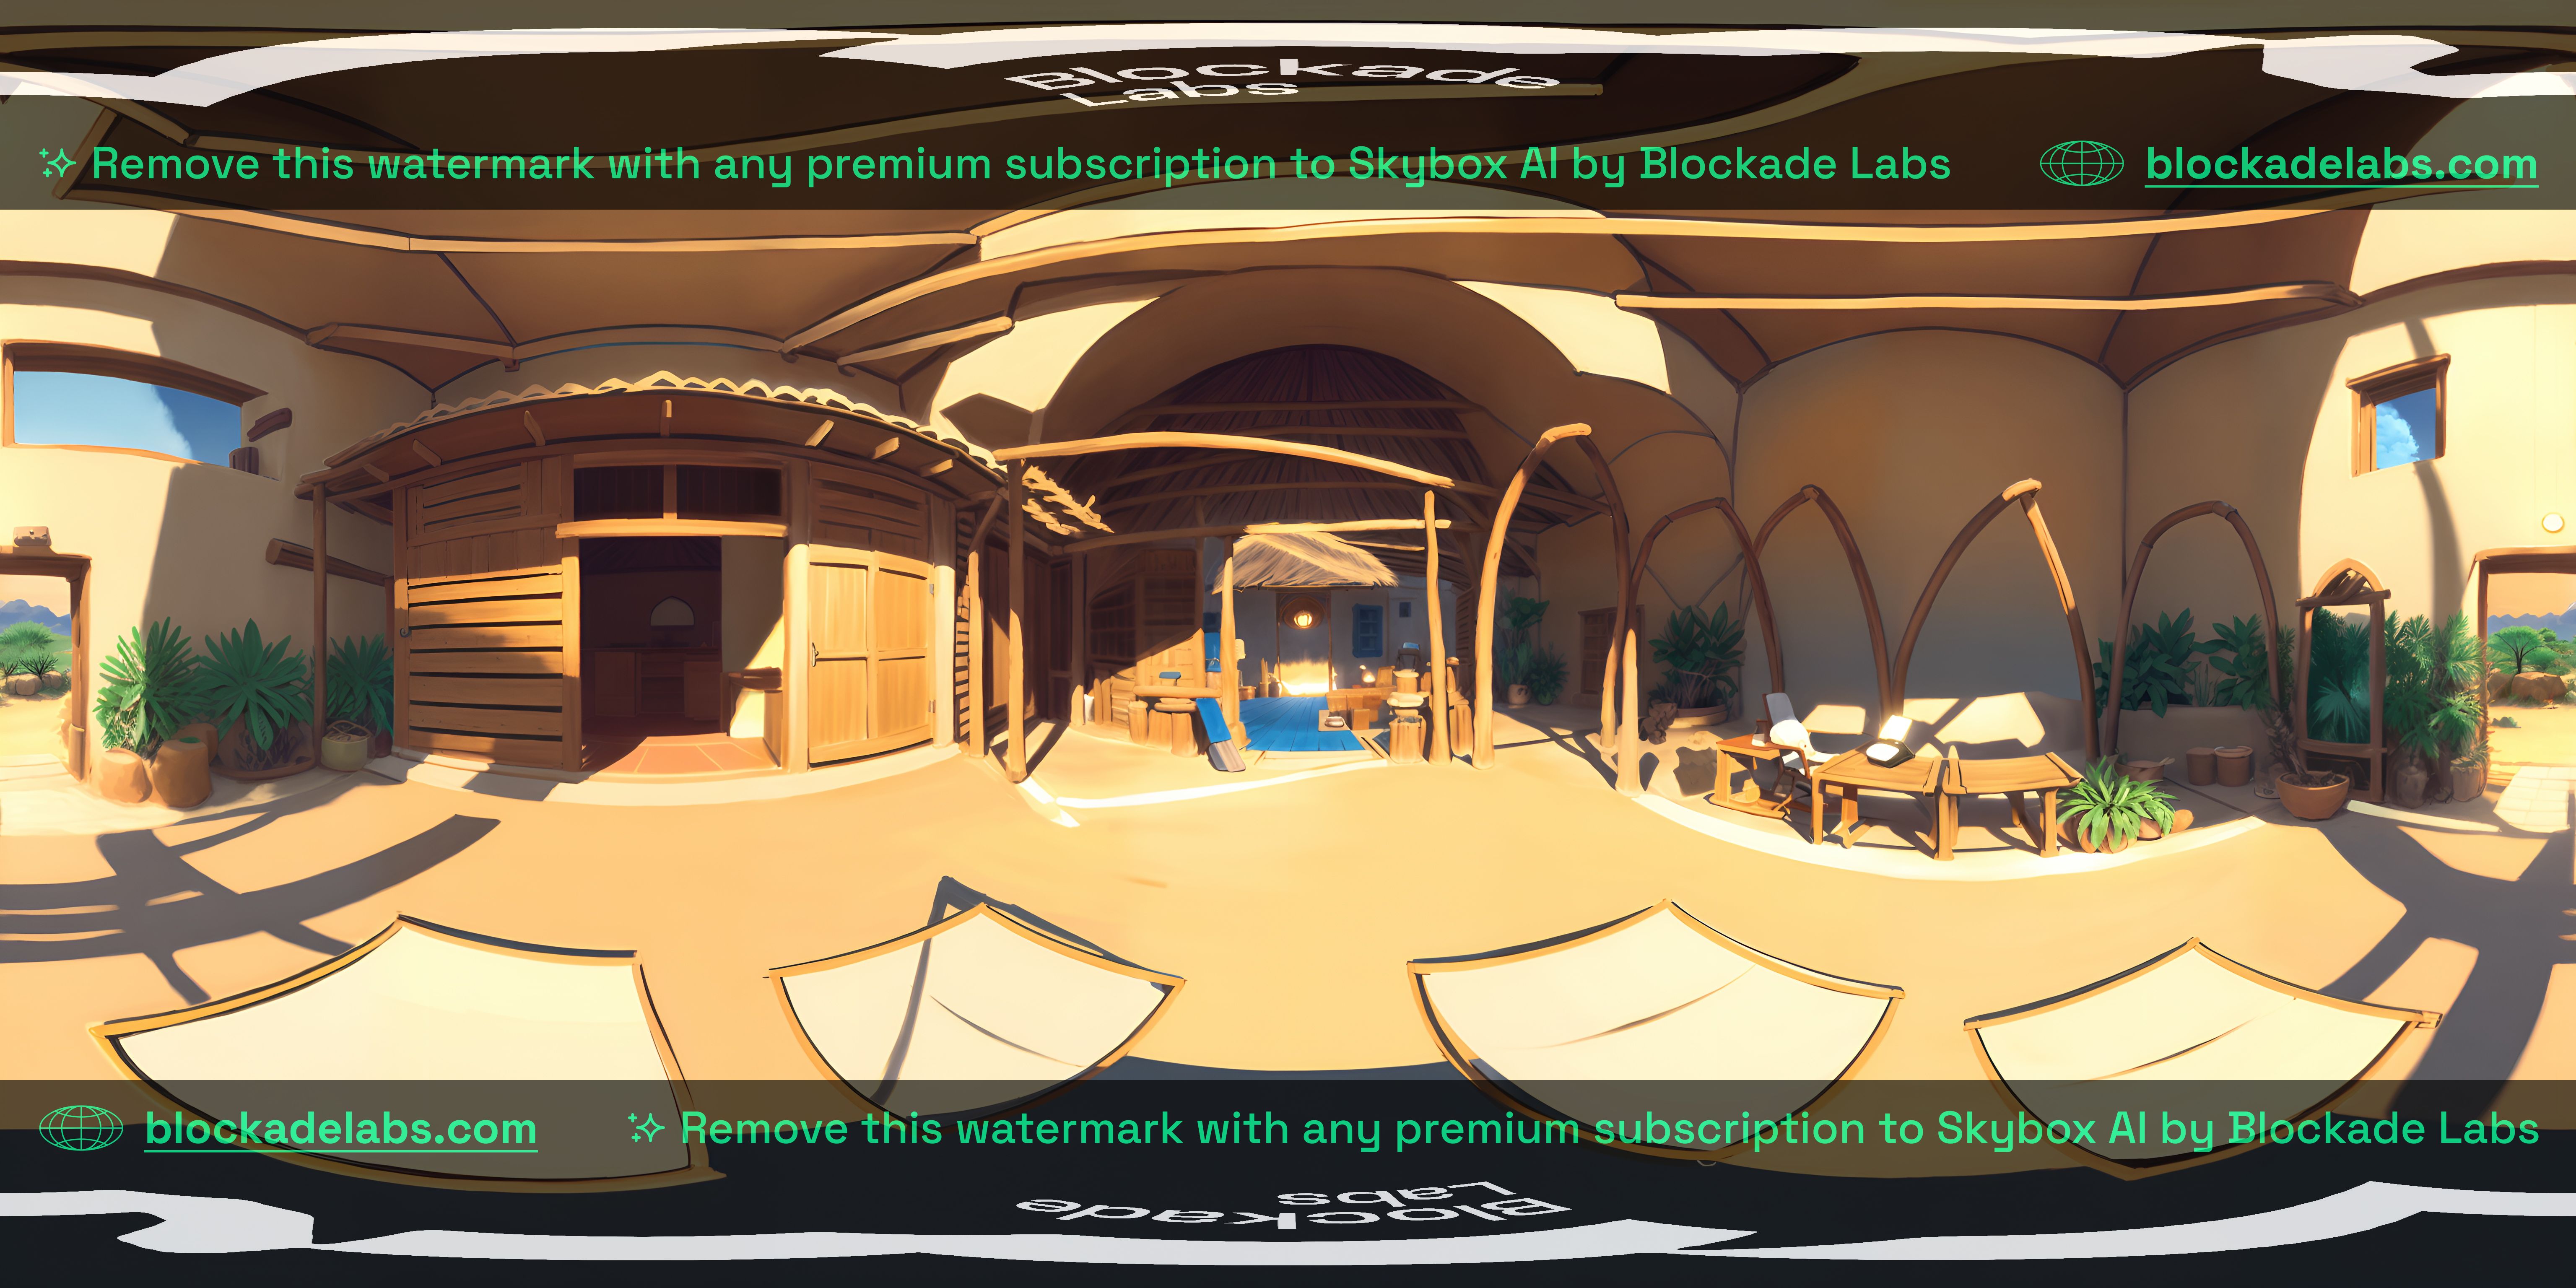 Blockade
Labs
Remove this watermark with any premium subscription to Skybox AI by Blockade Labs blockadelabs.com
blockadelabs.com Remove this watermark with any premium subscription to Skybox AI by Blockade Labs
Labs
Blockade